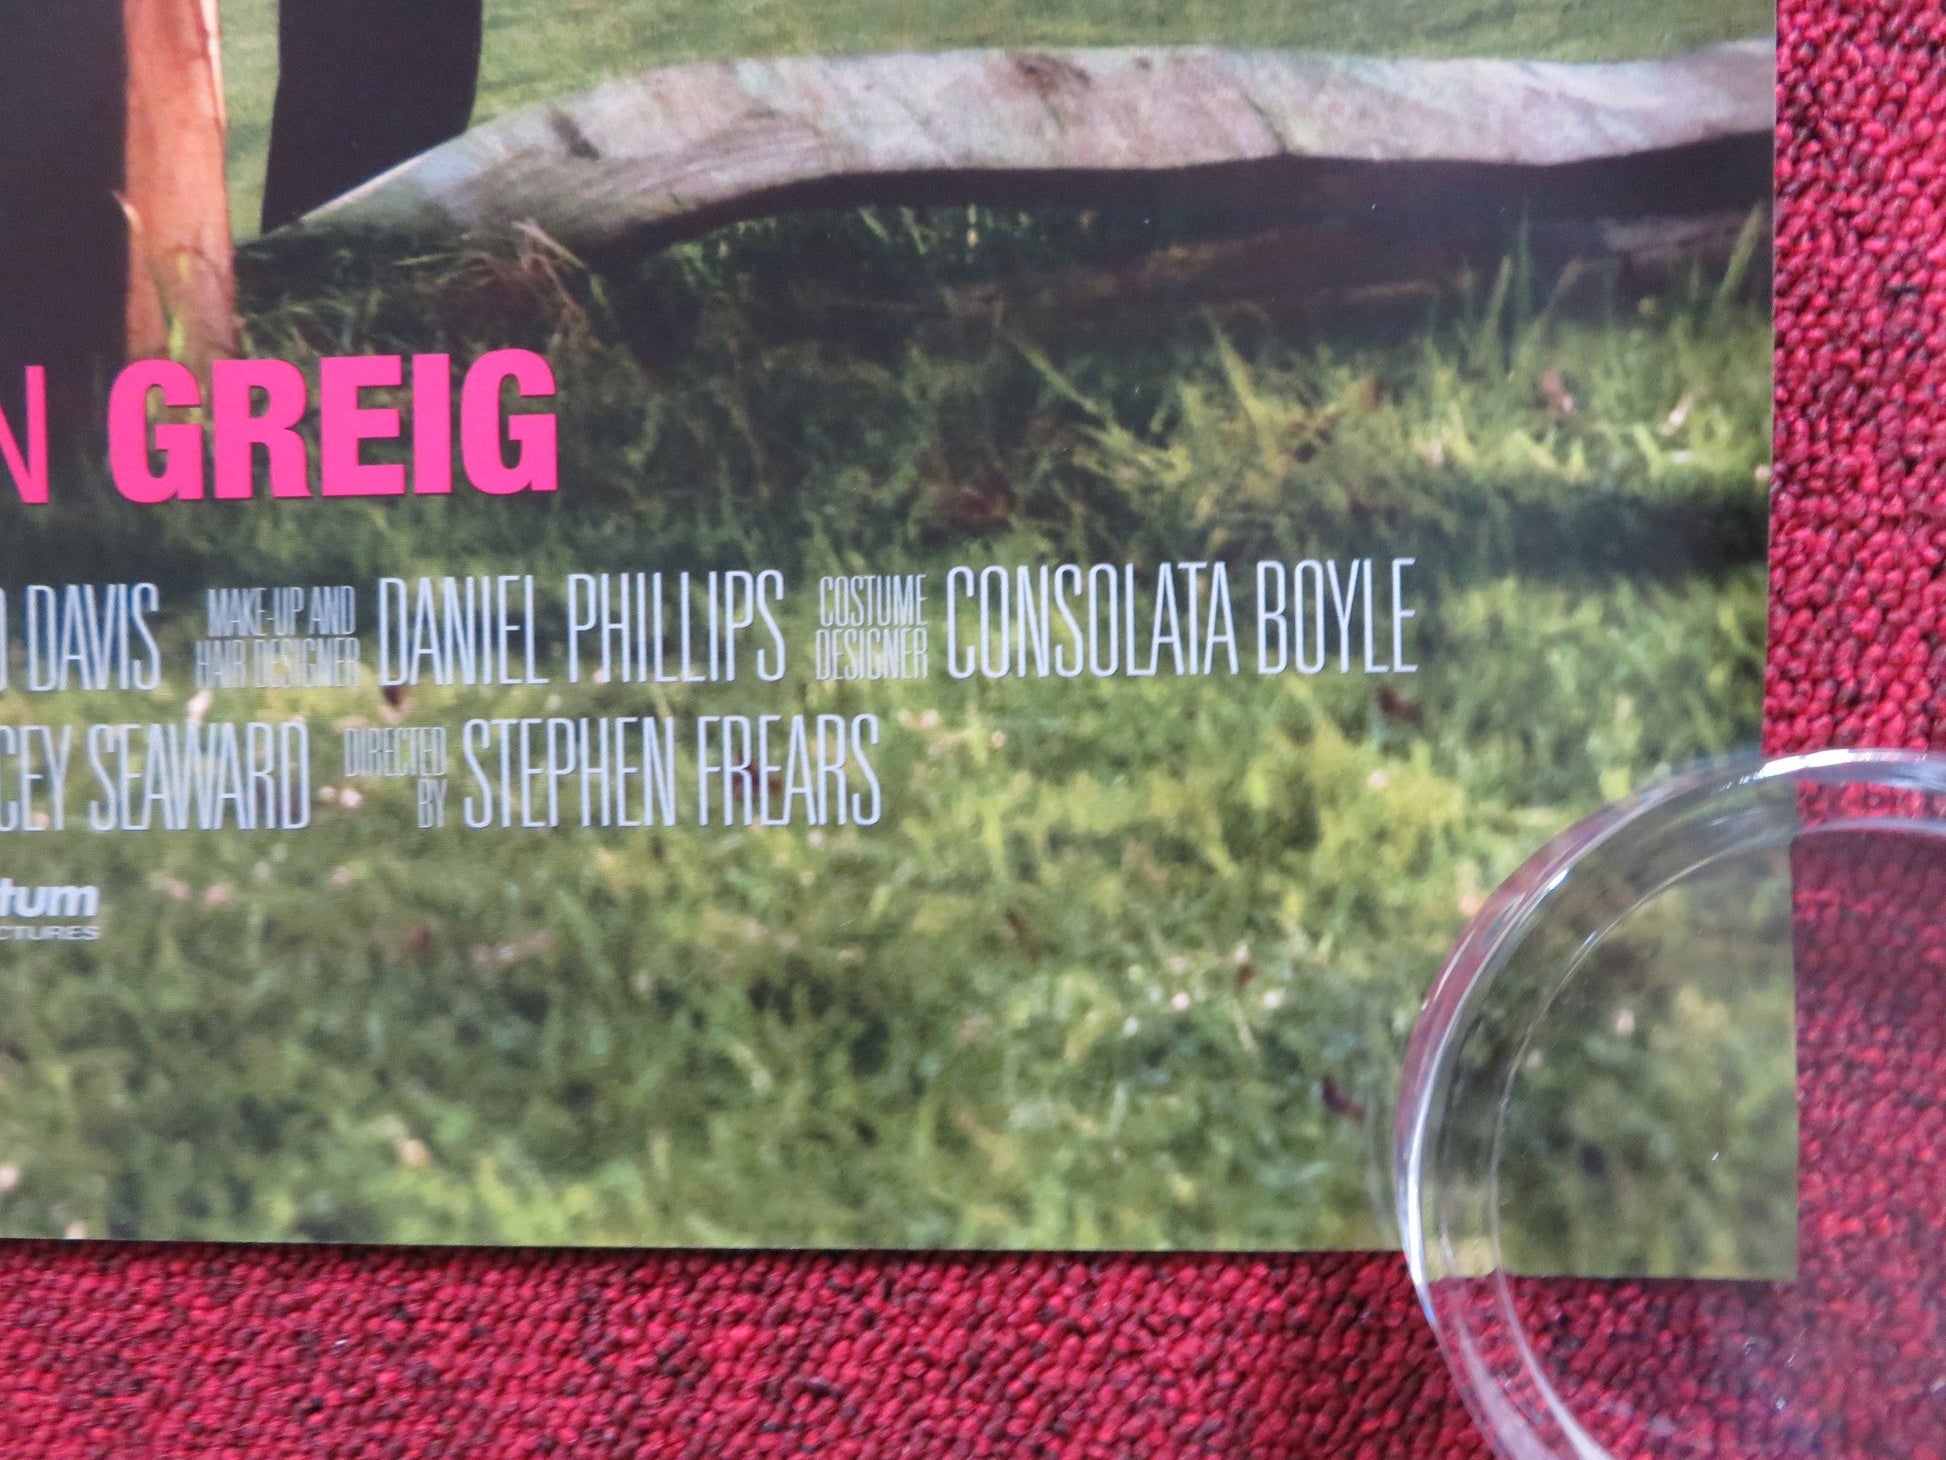 N GREIG
D DAVIS MAKE-UP AND HAIR DESIGNER DANIEL PHILLIPS COSTUME DESIGNER CONSOLATA BOYLE
CEY SEAWARD DIRECTED BY STEPHEN FREARS
tum
CTURES